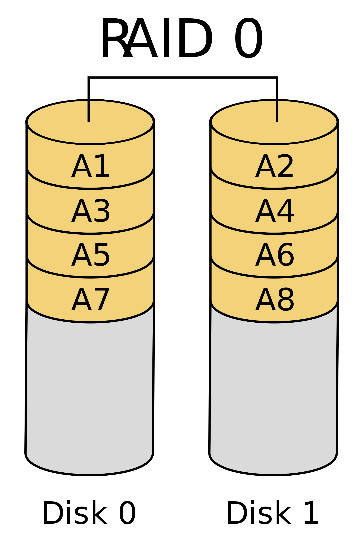 RAID 0
A1 A2
A3 A4
A5 A6
A7 A8
Disk 0 Disk 1